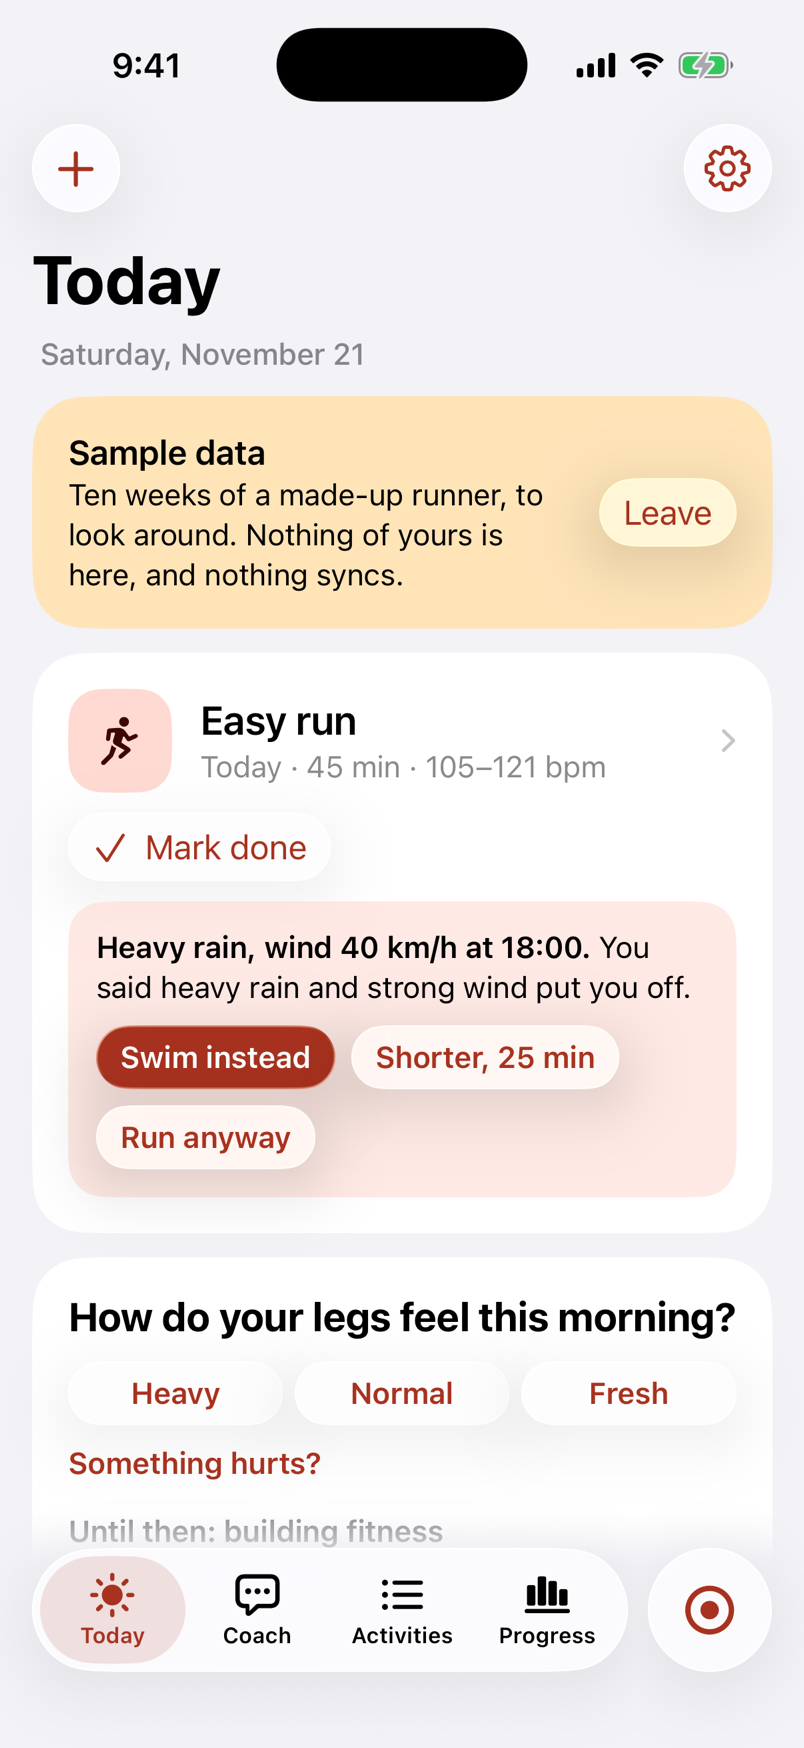 9:41
Today
Saturday, November 21
Sample data
Ten weeks of a made-up runner, to
look around. Nothing of yours is
here, and nothing syncs.
Leave
Easy run
Today · 45 min · 105–121 bpm
Mark done
Heavy rain, wind 40 km/h at 18:00. You
said heavy rain and strong wind put you off.
Swim instead
Shorter, 25 min
Run anyway
How do your legs feel this morning?
Heavy
Normal
Fresh
Something hurts?
Until then: building fitness
Today
Coach
Activities
Progress